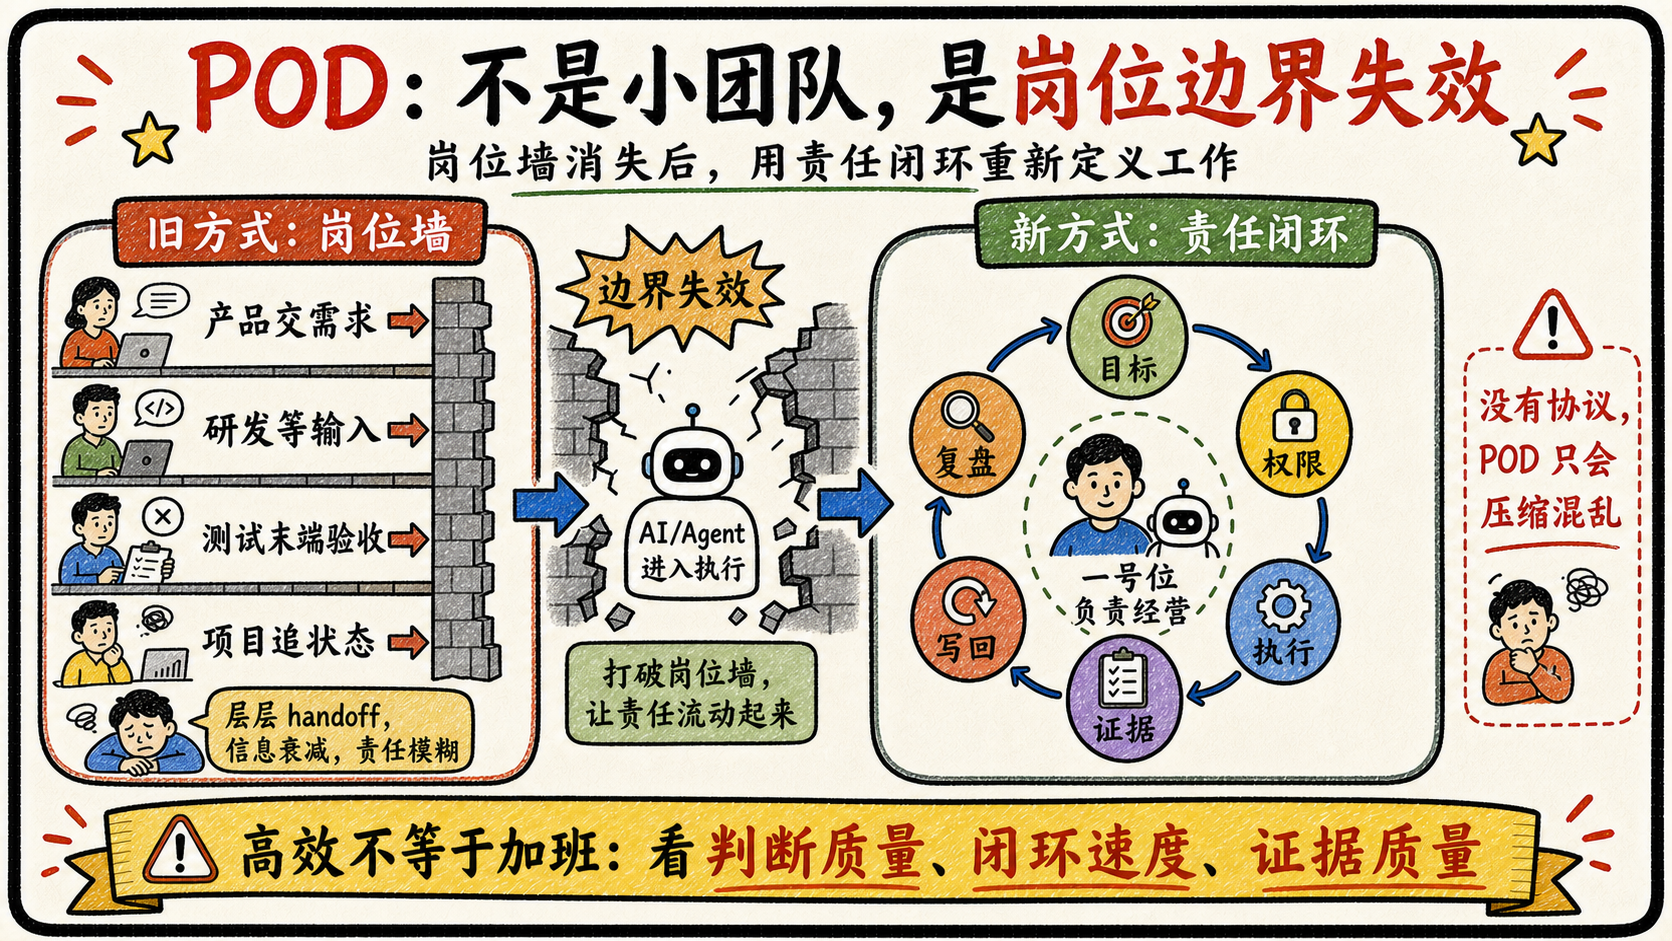 POD：不是小团队，是岗位边界失效
岗位墙消失后，用责任闭环重新定义工作
旧方式：岗位墙
产品交需求
</>
研发等输入
测试末端验收
项目追状态
层层 handoff，
信息衰减，责任模糊
边界失效
AI/Agent
进入执行
打破岗位墙，
让责任流动起来
新方式：责任闭环
目标
权限
执行
证据
写回
复盘
一号位
负责经营
!
没有协议，
POD 只会
压缩混乱
!
高效不等于加班：看判断质量、闭环速度、证据质量